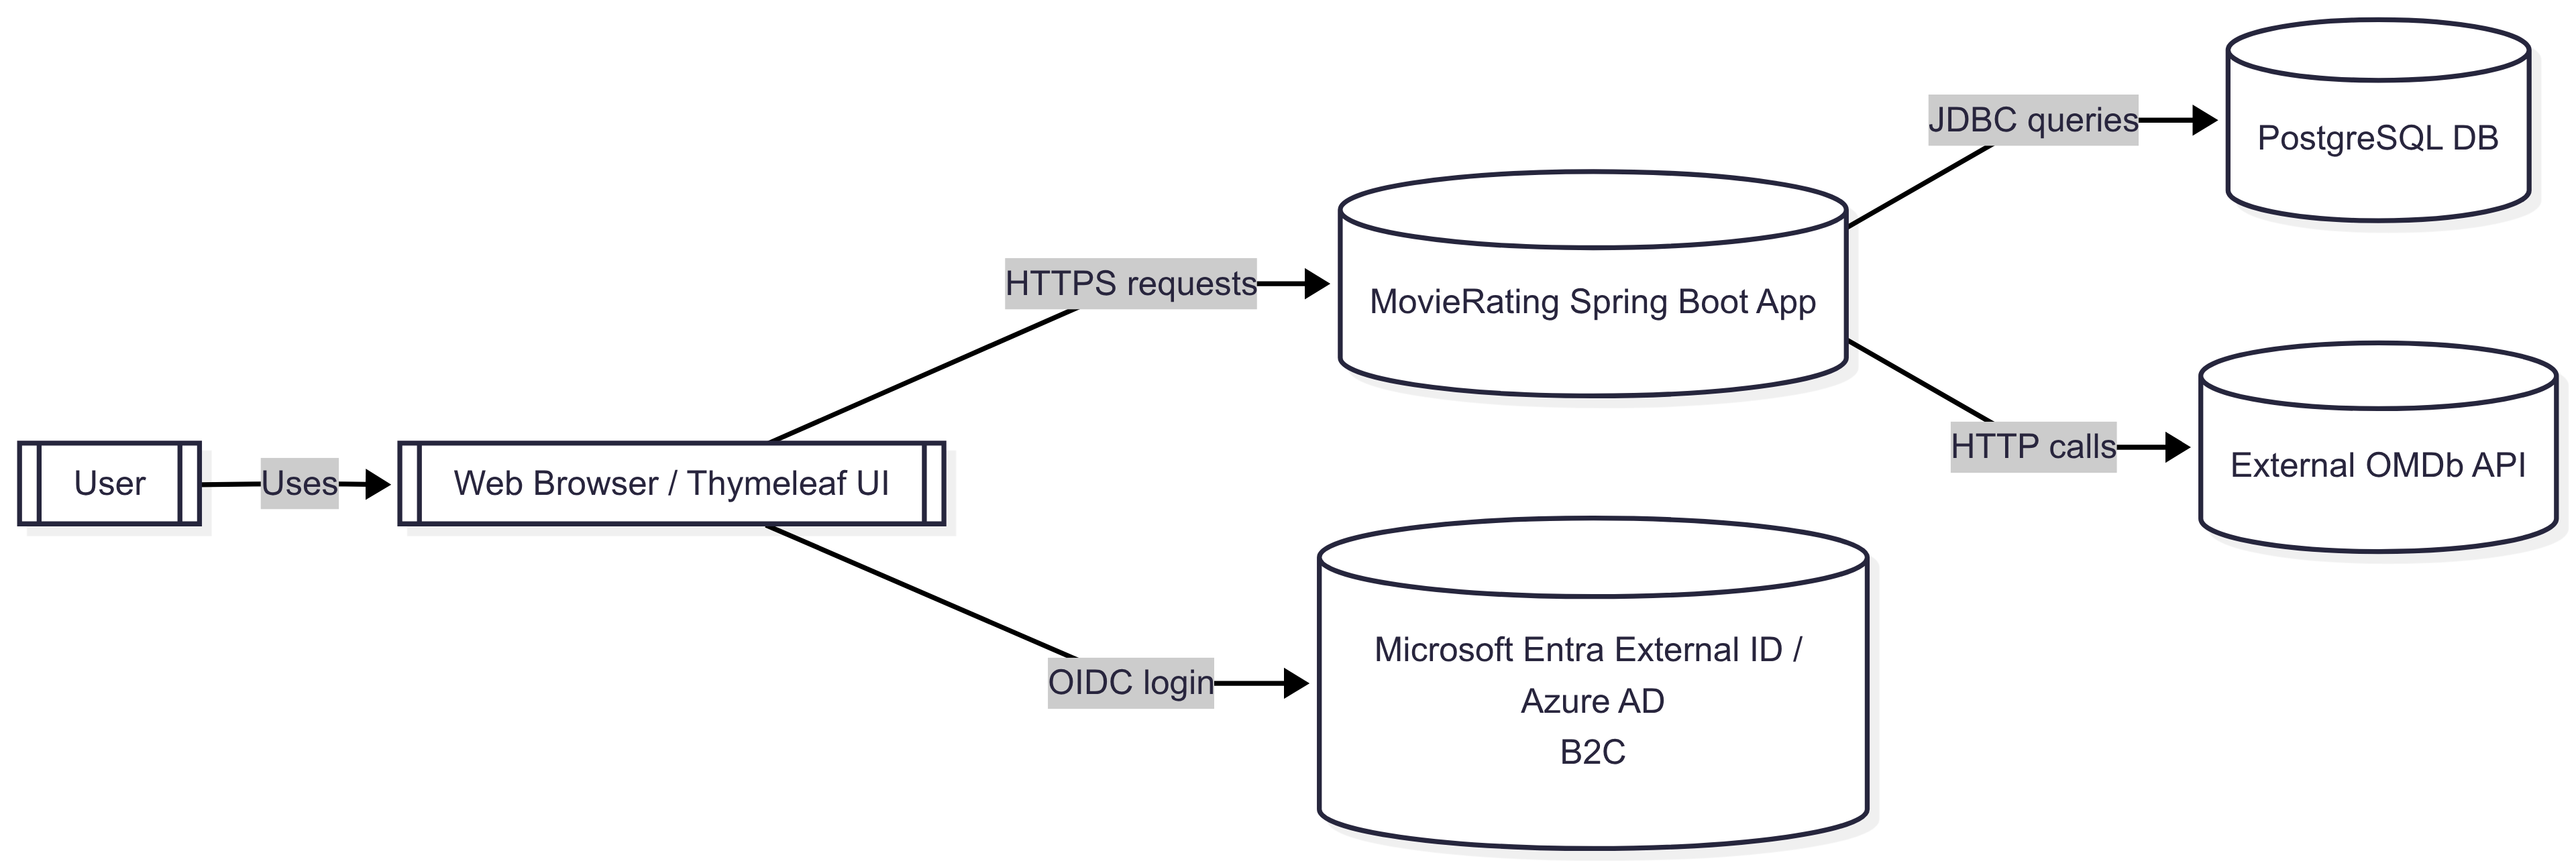 User
Uses
Web Browser / Thymeleaf UI
HTTPS requests
OIDC login
MovieRating Spring Boot App
Microsoft Entra External ID /
Azure AD
B2C
JDBC queries
HTTP calls
PostgreSQL DB
External OMDb API